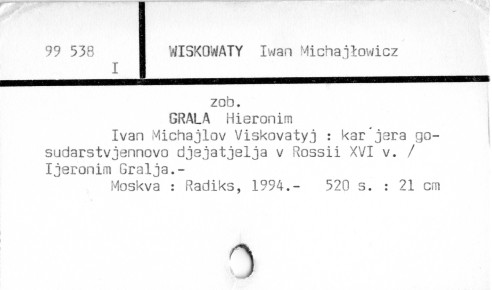 99 538 WISKOWATY Iwan Michajłowicz
I
zob.
GRALA Hieronim
Ivan Michajlov Viskovatyj : kar´jera go-
sudarstvjennovo djejatjelja v Rossii XVI v. /
Ijeronim Gralja.-
Moskva : Radiks, 1994.- 520 s. : 21 cm